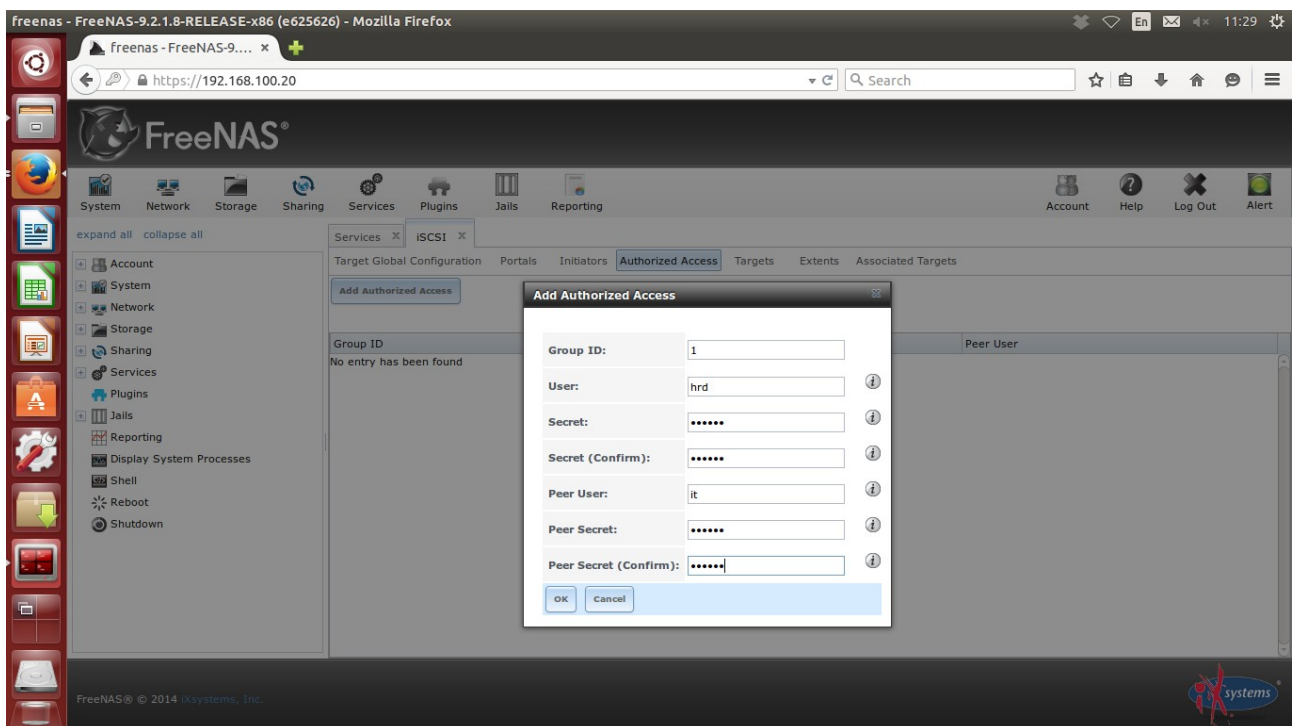 freenas - FreeNAS-9.2.1.8-RELEASE-x86 (e625626) - Mozilla Firefox
En
11:29
freenas - FreeNAS-9.... ×
https://192.168.100.20
Search
FreeNAS®
System Network Storage Sharing Services Plugins Jails Reporting Account Help Log Out Alert
expand all collapse all
Services X iSCSI X
Target Global Configuration Portals Initiators Authorized Access Targets Extents Associated Targets
Add Authorized Access
Group ID
Peer User
No entry has been found
Account
System
Network
Storage
Sharing
Services
Plugins
Jails
Reporting
Display System Processes
Shell
Reboot
Shutdown
Add Authorized Access
Group ID: 1
User: hrd
Secret: ••••••
Secret (Confirm): ••••••
Peer User: it
Peer Secret: ••••••
Peer Secret (Confirm): ••••••
OK Cancel
FreeNAS® © 2014 iXsystems, Inc.
iX systems